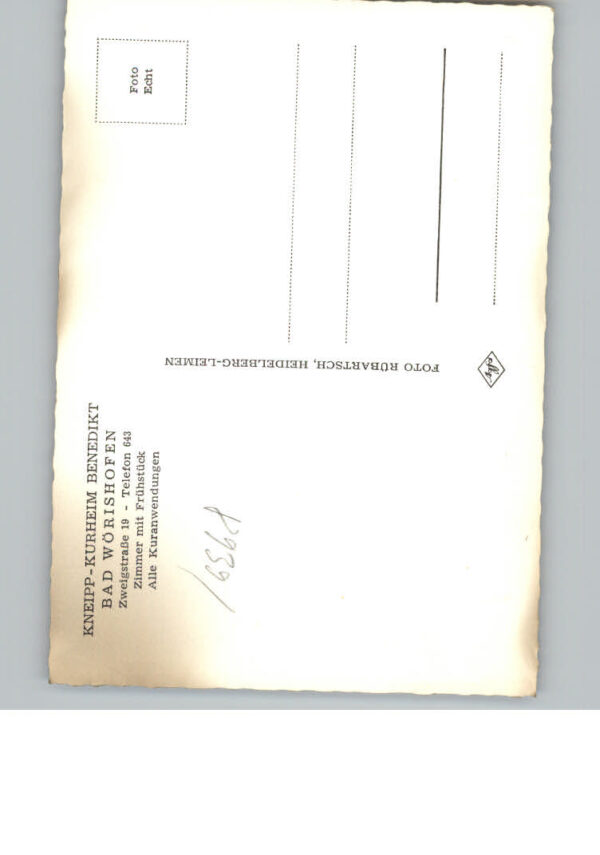 KNEIPP-KURHEIM BENEDIKT
BAD WÖRISHOFEN
Zweigstraße 19 - Telefon 643
Zimmer mit Frühstück
Alle Kuranwendungen
FOTO RÜBARTSCH, HEIDELBERG-LEIMEN
Foto
Echt